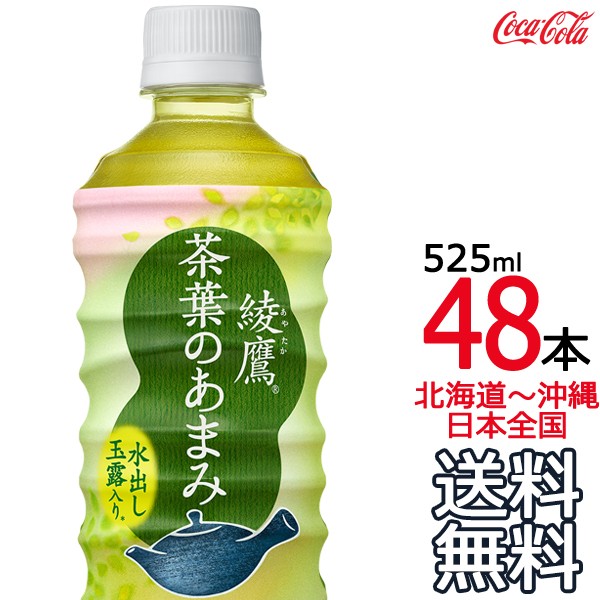 Coca-Cola
綾鷹®
あやたか
茶葉のあまみ
水出し
玉露入り。
525ml
48本
北海道～沖縄
日本全国
送料
無料